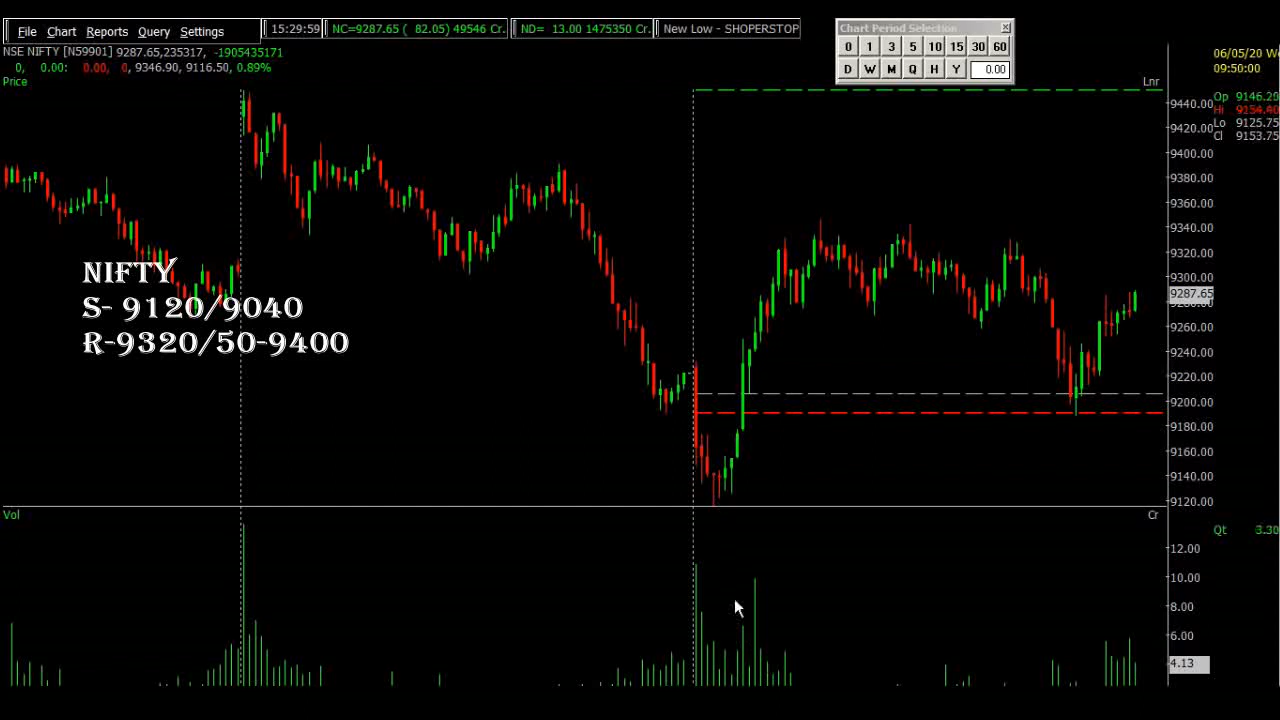 File Chart Reports Query Settings 15:29:59 NC=9287.65 ( 82.05) 49546 Cr. ND= 13.00 1475350 Cr. New Low - SHOPERSTOP
Chart Period Selection
0 1 3 5 10 15 30 60
D W M Q H Y 0.00
NSE NIFTY [N59901] 9287.65,235317, -1905435171
0, 0.00: 0.00, 0, 9346.90, 9116.50, 0.89%
Price
Lnr
06/05/20 We
09:50:00
Op 9146.20
Hi 9154.40
Lo 9125.75
Cl 9153.75
9440.00
9420.00
9400.00
9380.00
9360.00
9340.00
9320.00
9300.00
9287.65
9280.00
9260.00
9240.00
9220.00
9200.00
9180.00
9160.00
9140.00
9120.00
NIFTY
S- 9120/9040
R-9320/50-9400
Vol
Cr
Qt 3.30
12.00
10.00
8.00
6.00
4.13